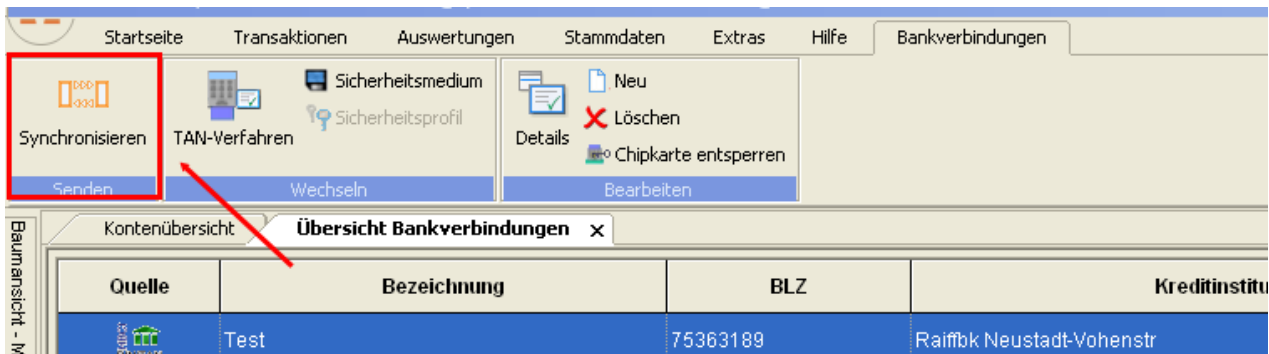 Startseite Transaktionen Auswertungen Stammdaten Extras Hilfe Bankverbindungen
Synchronisieren
Senden
TAN-Verfahren
Sicherheitsmedium
Sicherheitsprofil
Wechseln
Details
Neu
Löschen
Chipkarte entsperren
Bearbeiten
Baumansicht - M
Kontenübersicht Übersicht Bankverbindungen x
Quelle Bezeichnung BLZ Kreditinstitu
Test 75363189 Raiffbk Neustadt-Vohenstr